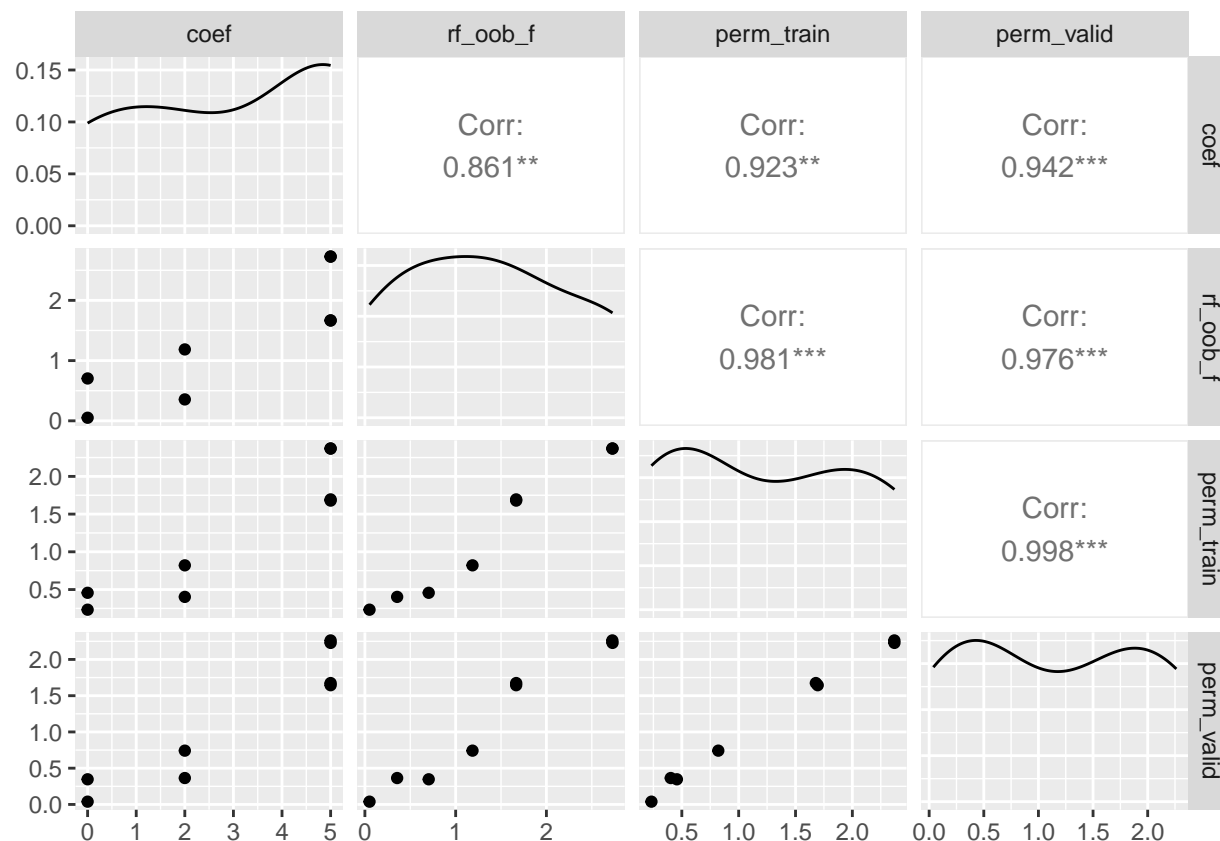 coef
rf_oob_f
perm_train
perm_valid
0.15
0.10
0.05
0.00
Corr:
0.861**
Corr:
0.923**
Corr:
0.942***
coef
2
1
0
Corr:
0.981***
Corr:
0.976***
rf_oob_f
2.0
1.5
1.0
0.5
Corr:
0.998***
perm_train
2.0
1.5
1.0
0.5
0.0
perm_valid
0 1 2 3 4 5
0 1 2
0.5 1.0 1.5 2.0
0.0 0.5 1.0 1.5 2.0